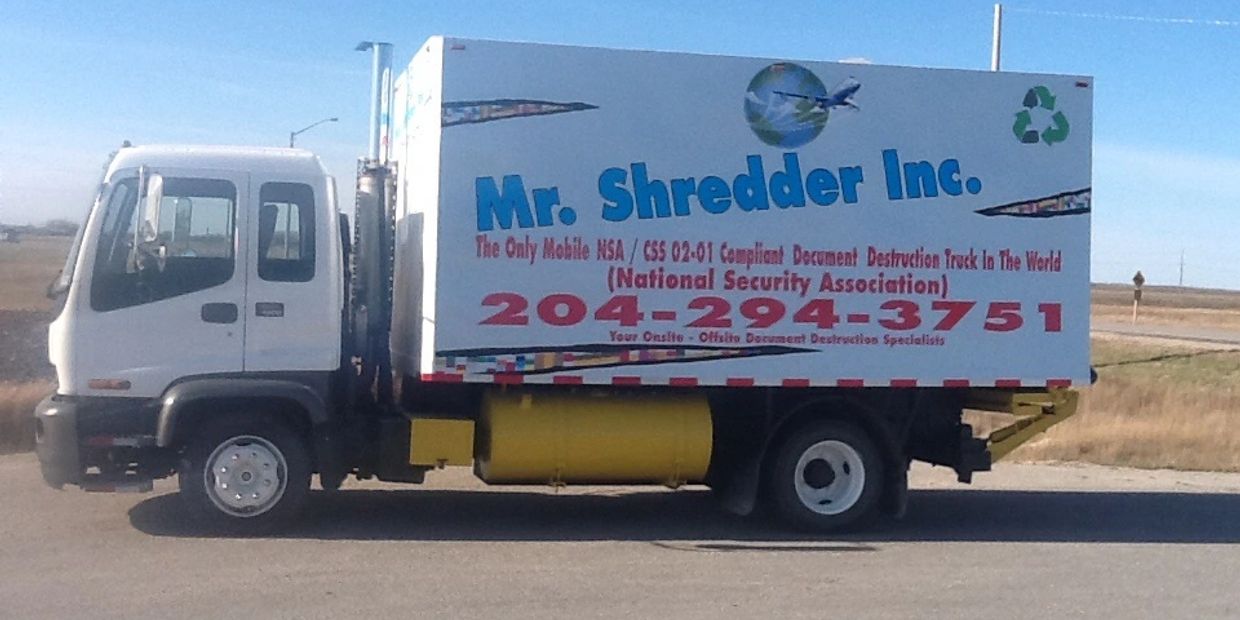 Mr. Shredder Inc.
The Only Mobile NSA / CSS 02-01 Compliant Document Destruction Truck In The World
(National Security Association)
204-294-3751
Your Onsite - Offsite Document Destruction Specialists